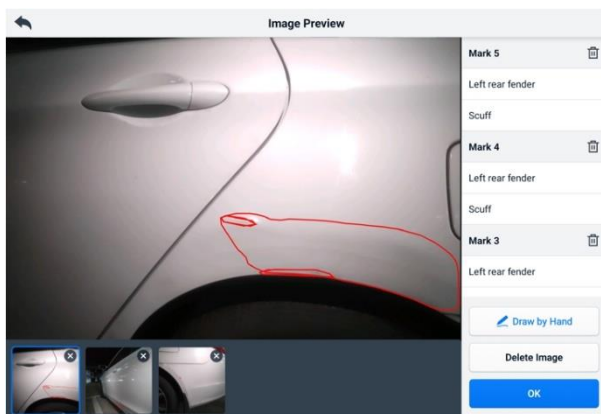 Image Preview
Mark 5
Left rear fender
Scuff
Mark 4
Left rear fender
Scuff
Mark 3
Left rear fender
Draw by Hand
Delete Image
OK